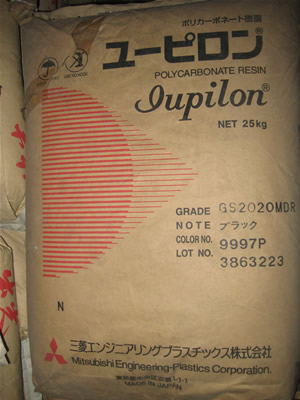 ポリカーボネート樹脂
ユーピロン®
POLYCARBONATE RESIN
Iupilon®
NET 25kg
GRADE GS2020MDR
NOTE ブラック
COLOR NO. 9997P
LOT NO. 3863223
N
三菱エンジニアリングプラスチックス株式会社
Mitsubishi Engineering-Plastics Corporation.
MADE IN JAPAN